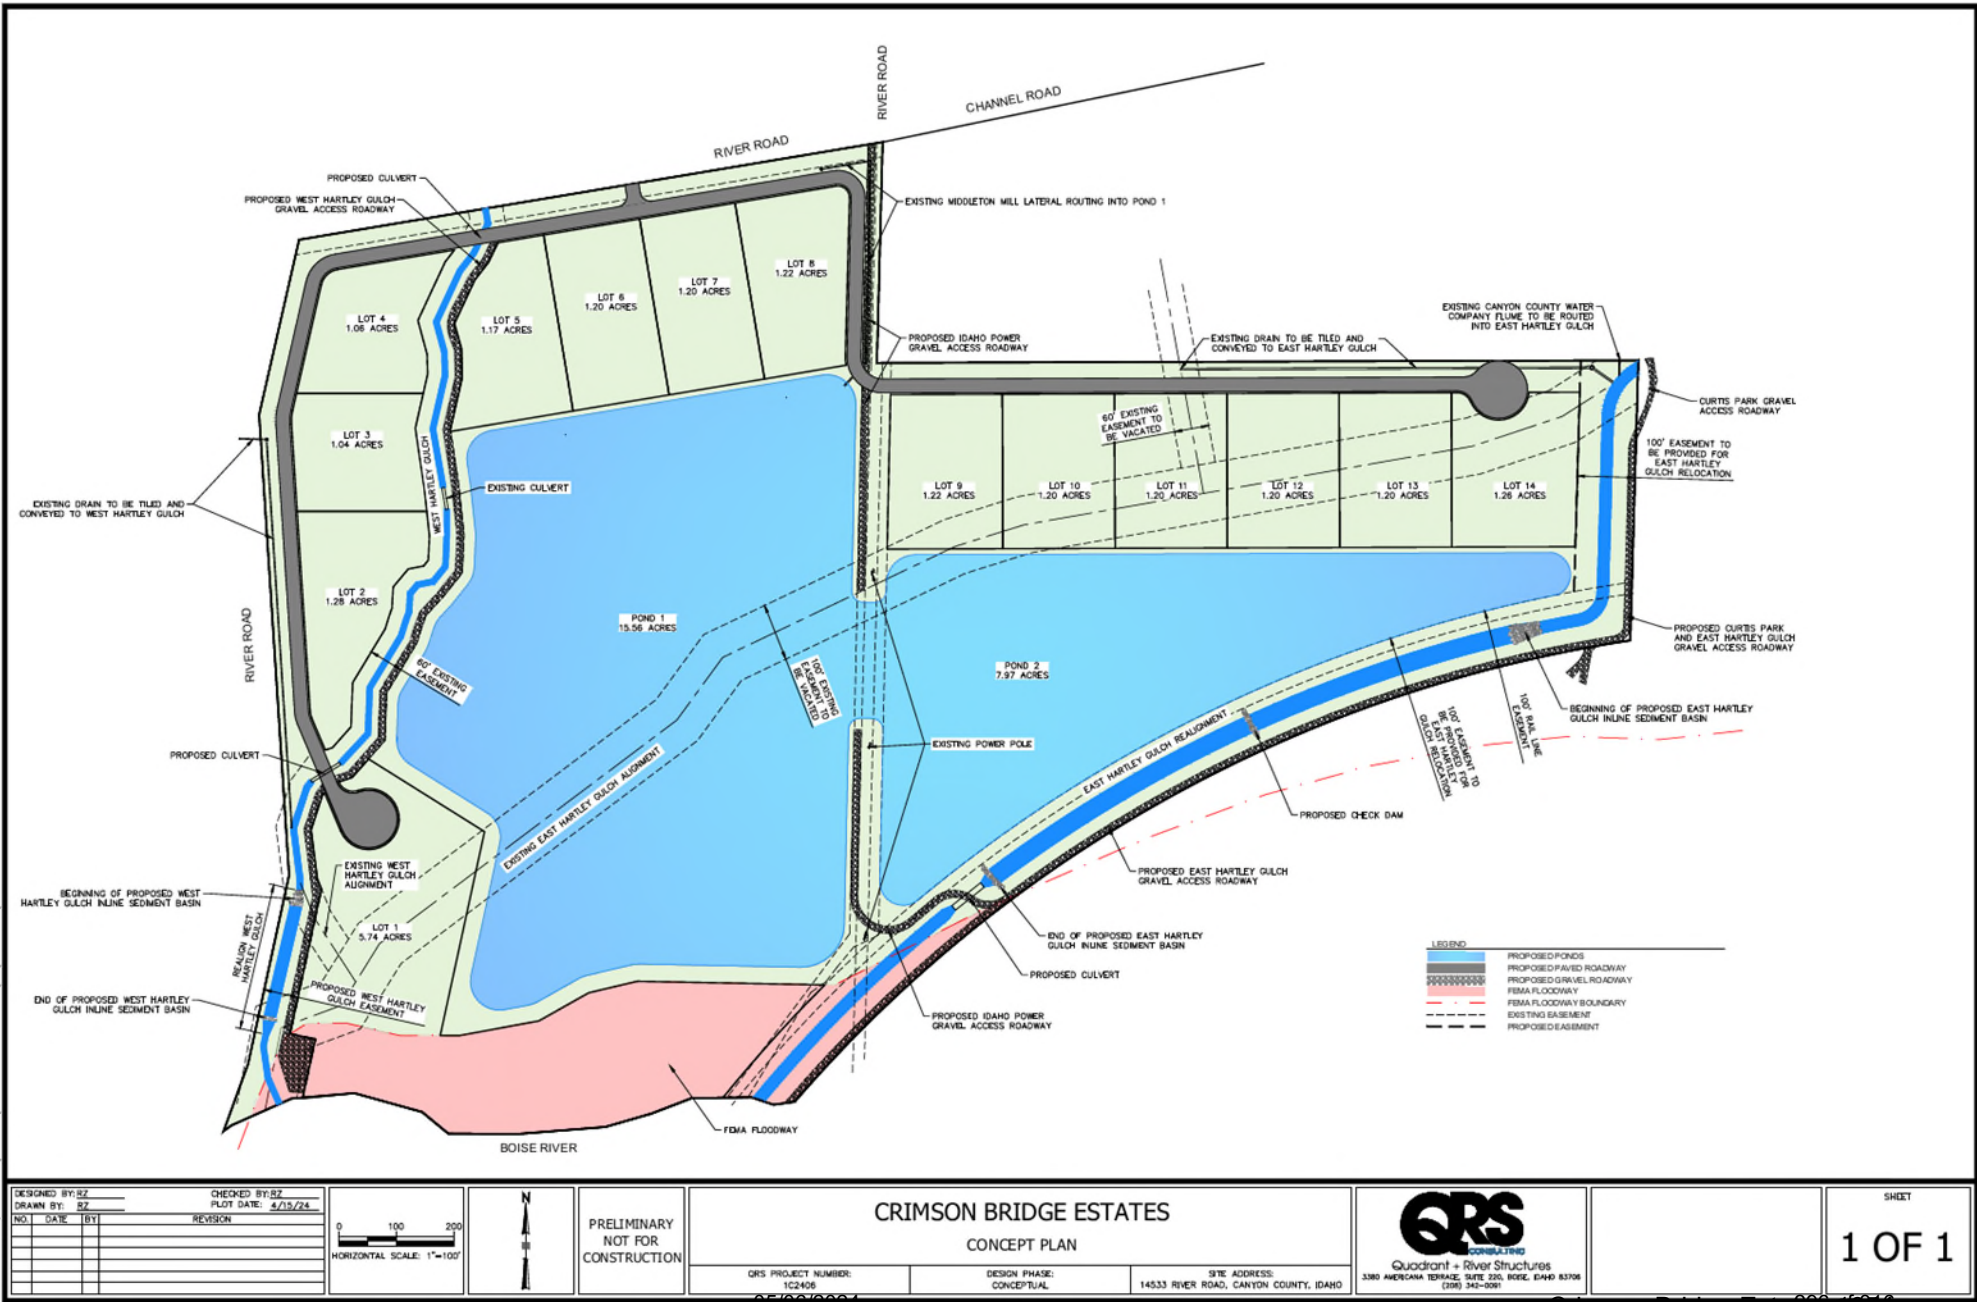 RIVER ROAD
CHANNEL ROAD
RIVER ROAD
PROPOSED CULVERT
PROPOSED WEST HARTLEY GULCH
GRAVEL ACCESS ROADWAY
EXISTING MIDDLETON MILL LATERAL ROUTING INTO POND 1
LOT 8
1.22 ACRES
LOT 7
1.20 ACRES
LOT 6
1.20 ACRES
LOT 5
1.17 ACRES
LOT 4
1.06 ACRES
EXISTING CANYON COUNTY WATER
COMPANY FLUME TO BE ROUTED
INTO EAST HARTLEY GULCH
PROPOSED IDAHO POWER
GRAVEL ACCESS ROADWAY
EXISTING DRAIN TO BE TILED AND
CONVEYED TO EAST HARTLEY GULCH
CURTIS PARK GRAVEL
ACCESS ROADWAY
60' EXISTING
EASEMENT TO
BE VACATED
100' EASEMENT TO
BE PROVIDED FOR
EAST HARTLEY
GULCH RELOCATION
LOT 3
1.04 ACRES
WEST HARTLEY GULCH
EXISTING CULVERT
LOT 9
1.22 ACRES
LOT 10
1.20 ACRES
LOT 11
1.20 ACRES
LOT 12
1.20 ACRES
LOT 13
1.20 ACRES
LOT 14
1.26 ACRES
EXISTING DRAIN TO BE TILED AND
CONVEYED TO WEST HARTLEY GULCH
LOT 2
1.28 ACRES
RIVER ROAD
POND 1
15.56 ACRES
60' EXISTING
EASEMENT
100' EXISTING
EASEMENT TO
BE VACATED
POND 2
7.97 ACRES
PROPOSED CURTIS PARK
AND EAST HARTLEY GULCH
GRAVEL ACCESS ROADWAY
100' RAIL LINE
EASEMENT
BEGINNING OF PROPOSED EAST HARTLEY
GULCH INLINE SEDIMENT BASIN
100' EASEMENT TO
BE PROVIDED FOR
EAST HARTLEY
GULCH RELOCATION
EAST HARTLEY GULCH REALIGNMENT
EXISTING POWER POLE
PROPOSED CULVERT
EXISTING EAST HARTLEY GULCH ALIGNMENT
PROPOSED CHECK DAM
EXISTING WEST
HARTLEY GULCH
ALIGNMENT
PROPOSED EAST HARTLEY GULCH
GRAVEL ACCESS ROADWAY
BEGINNING OF PROPOSED WEST
HARTLEY GULCH INLINE SEDIMENT BASIN
REALIGN WEST
HARTLEY GULCH
LOT 1
5.74 ACRES
END OF PROPOSED EAST HARTLEY
GULCH INLINE SEDIMENT BASIN
PROPOSED CULVERT
PROPOSED WEST HARTLEY
GULCH EASEMENT
END OF PROPOSED WEST HARTLEY
GULCH INLINE SEDIMENT BASIN
PROPOSED IDAHO POWER
GRAVEL ACCESS ROADWAY
FEMA FLOODWAY
BOISE RIVER
LEGEND
PROPOSED PONDS
PROPOSED PAVED ROADWAY
PROPOSED GRAVEL ROADWAY
FEMA FLOODWAY
FEMA FLOODWAY BOUNDARY
EXISTING EASEMENT
PROPOSED EASEMENT
DESIGNED BY: RZ CHECKED BY: RZ
DRAWN BY: RZ PLOT DATE: 4/15/24
NO. DATE BY REVISION
0 100 200
HORIZONTAL SCALE: 1"=100'
N
PRELIMINARY
NOT FOR
CONSTRUCTION
CRIMSON BRIDGE ESTATES
CONCEPT PLAN
QRS PROJECT NUMBER:
1C2406
DESIGN PHASE:
CONCEPTUAL
SITE ADDRESS:
14533 RIVER ROAD, CANYON COUNTY, IDAHO
QRS
CONSULTING
Quadrant + River Structures
3380 AMERICANA TERRACE, SUITE 220, BOISE, IDAHO 83706
(208) 342-0091
SHEET
1 OF 1